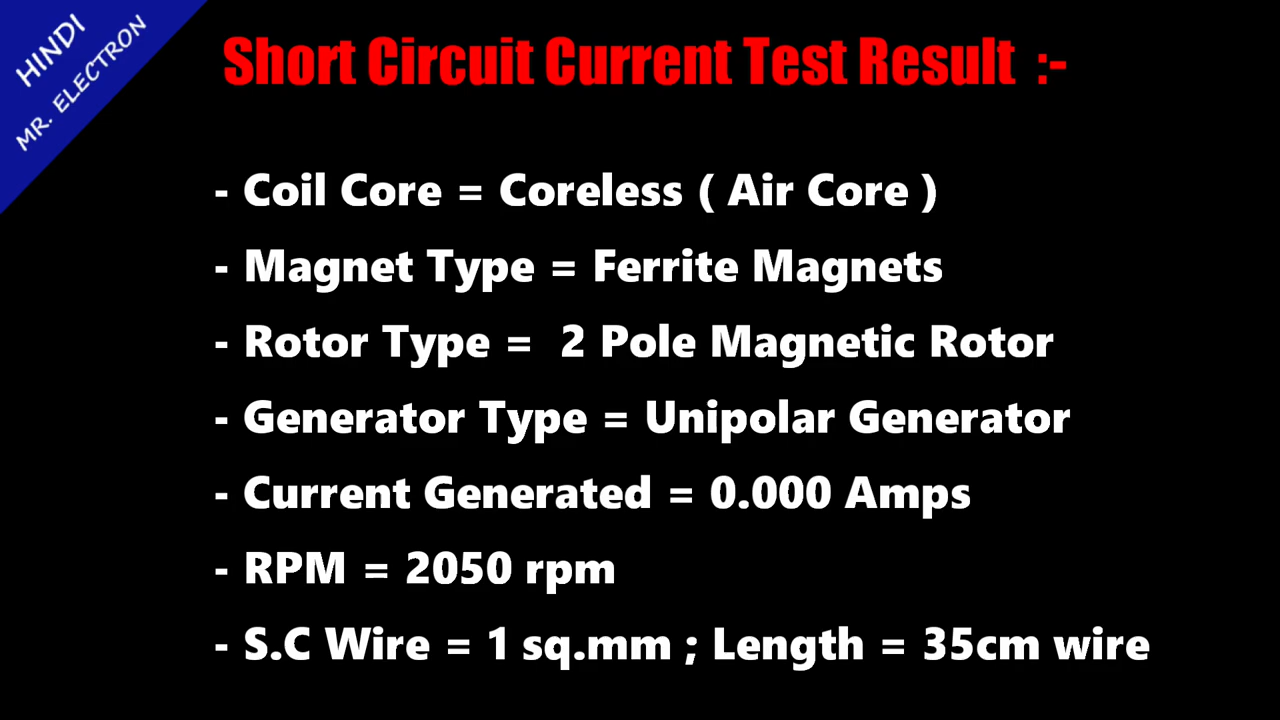 HINDI
MR. ELECTRON
Short Circuit Current Test Result :-
- Coil Core = Coreless ( Air Core )
- Magnet Type = Ferrite Magnets
- Rotor Type = 2 Pole Magnetic Rotor
- Generator Type = Unipolar Generator
- Current Generated = 0.000 Amps
- RPM = 2050 rpm
- S.C Wire = 1 sq.mm ; Length = 35cm wire